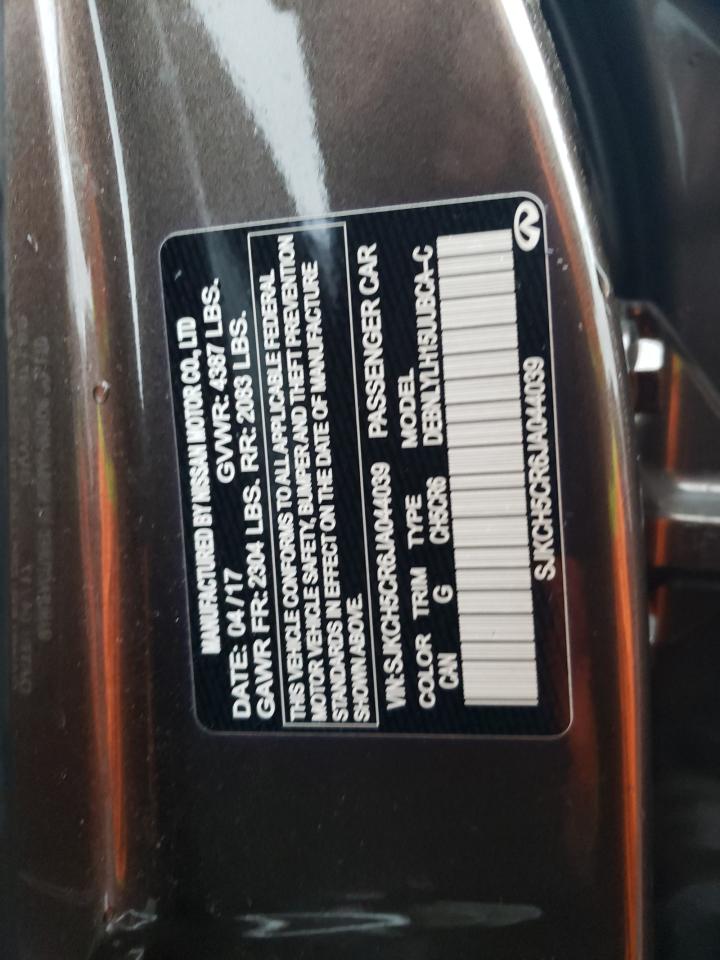 MANUFACTURED BY NISSAN MOTOR CO., LTD
DATE: 04 / 17 GVWR: 4387 LBS.
GAWR FR: 2304 LBS. RR: 2083 LBS.
THIS VEHICLE CONFORMS TO ALL APPLICABLE FEDERAL
MOTOR VEHICLE SAFETY, BUMPER AND THEFT PREVENTION
STANDARDS IN EFFECT ON THE DATE OF MANUFACTURE
SHOWN ABOVE.
VIN: SJKCH5CR6JA044039 PASSENGER CAR
COLOR TRIM TYPE MODEL
CAN G CH5CR6 DEBNLYLH15UUBCA-C
SJKCH5CR6JA044039